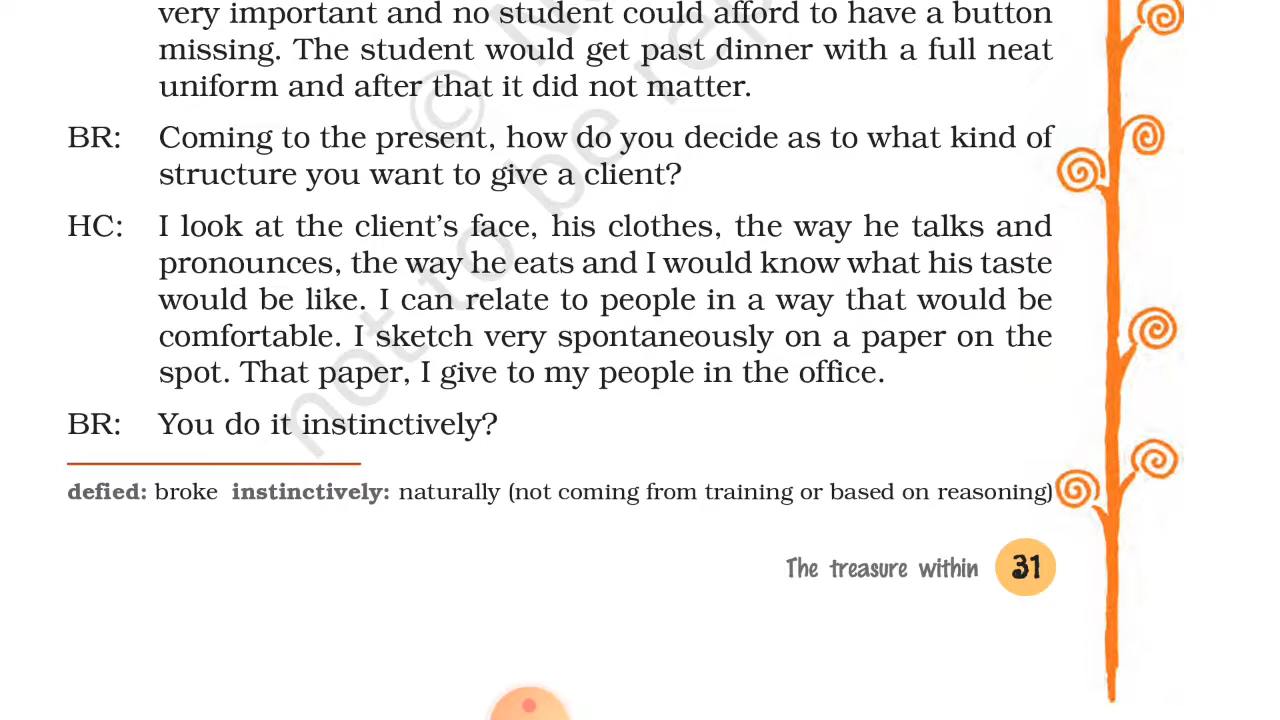 very important and no student could afford to have a button
missing. The student would get past dinner with a full neat
uniform and after that it did not matter.
BR: Coming to the present, how do you decide as to what kind of
structure you want to give a client?
HC: I look at the client's face, his clothes, the way he talks and
pronounces, the way he eats and I would know what his taste
would be like. I can relate to people in a way that would be
comfortable. I sketch very spontaneously on a paper on the
spot. That paper, I give to my people in the office.
BR: You do it instinctively?
defied: broke instinctively: naturally (not coming from training or based on reasoning)
The treasure within 31
not to be rep
©